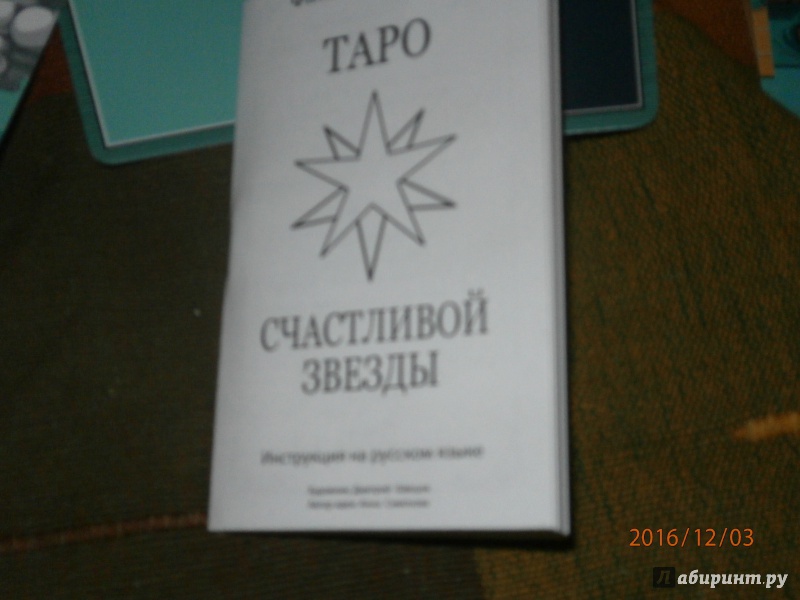 ТАРО
СЧАСТЛИВОЙ
ЗВЕЗДЫ
Инструкция на русском языке
2016/12/03
Лабиринт.ру